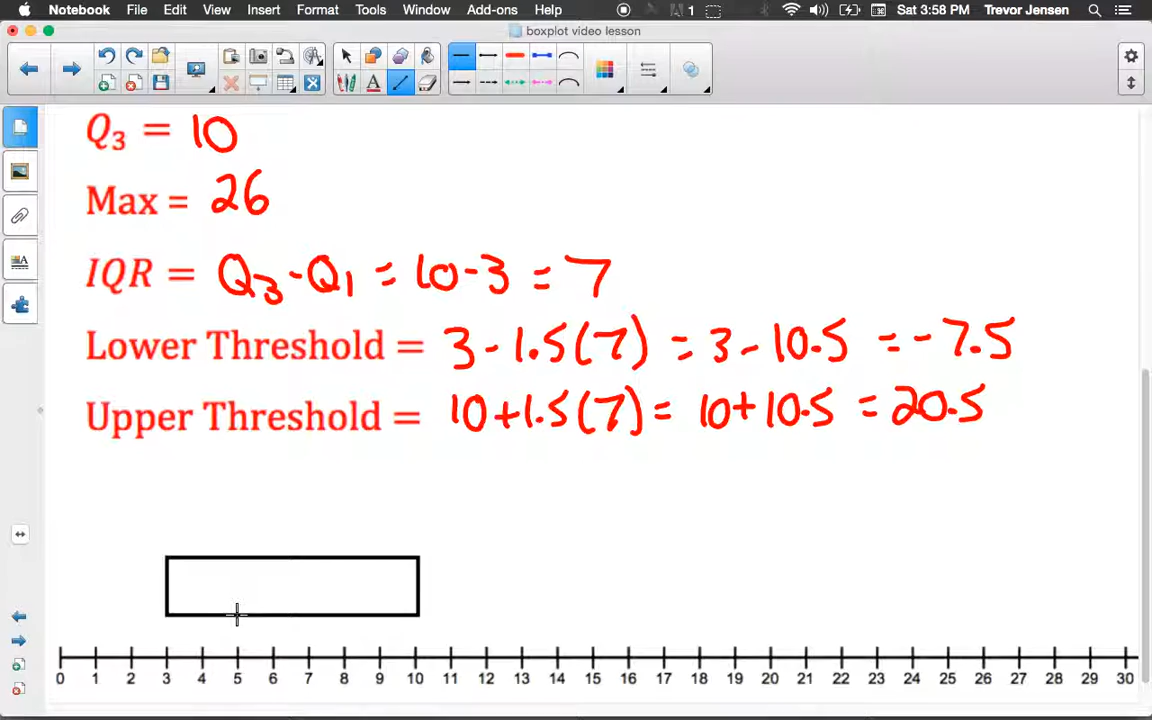 Notebook File Edit View Insert Format Tools Window Add-ons Help 1 Sat 3:58 PM Trevor Jensen
boxplot video lesson
Q₃ = 10
Max = 26
IQR = Q₃-Q₁ = 10-3 = 7
Lower Threshold = 3-1.5(7) = 3-10.5 = -7.5
Upper Threshold = 10+1.5(7) = 10+10.5 = 20.5
0 1 2 3 4 5 6 7 8 9 10 11 12 13 14 15 16 17 18 19 20 21 22 23 24 25 26 27 28 29 30